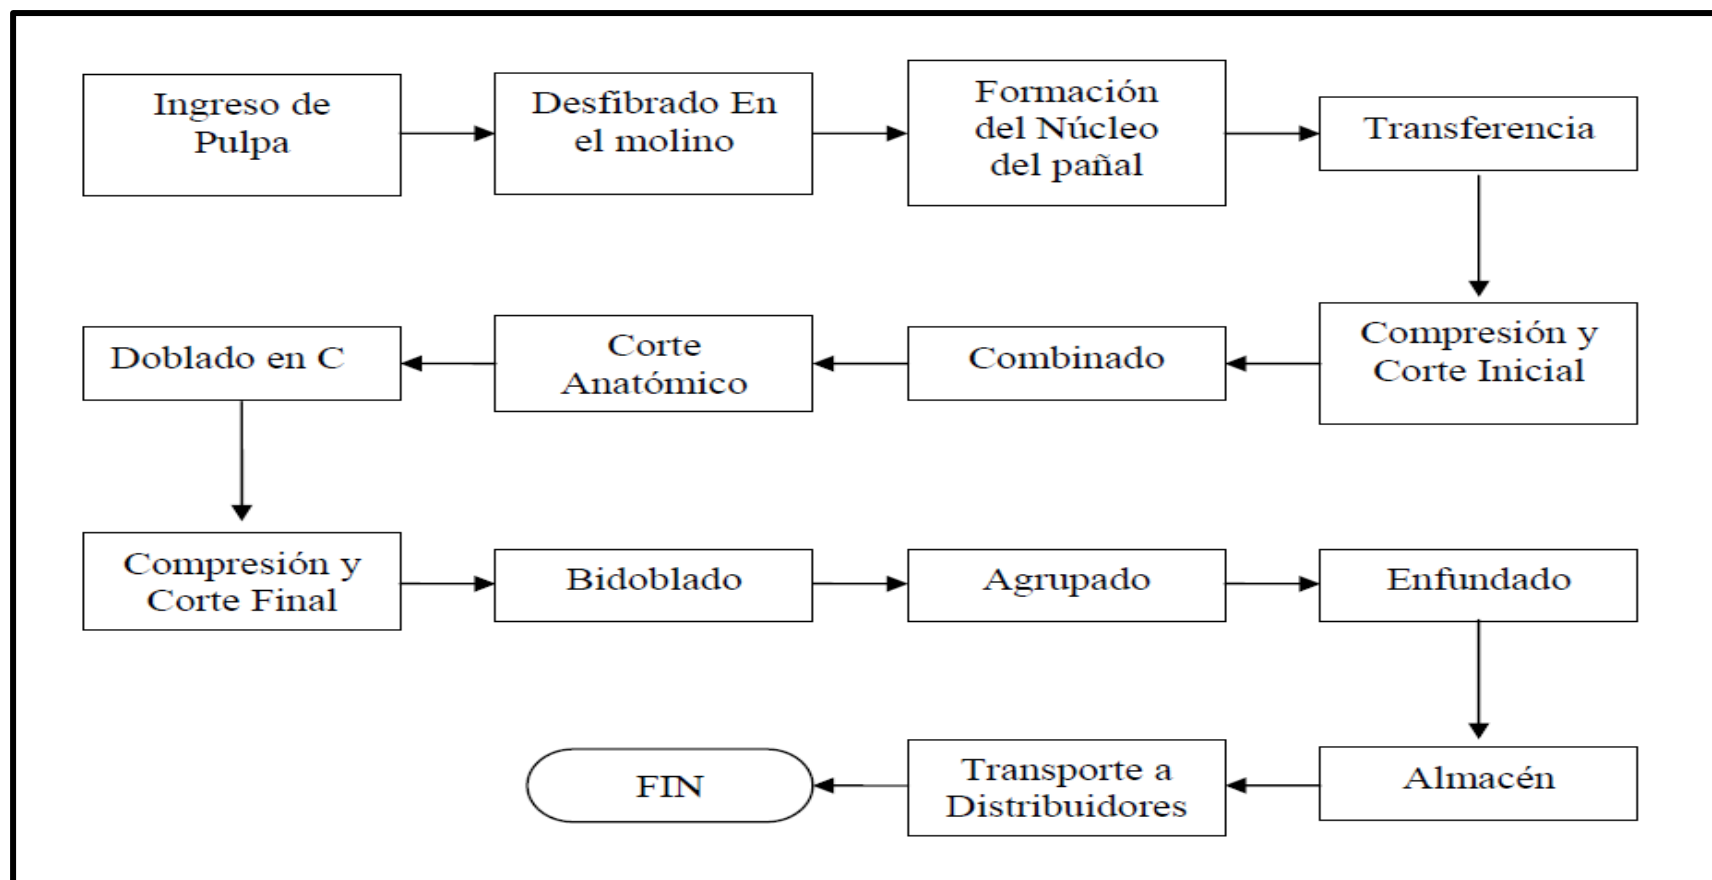 Ingreso de
Pulpa
Desfibrado En
el molino
Formación
del Núcleo
del pañal
Transferencia
Compresión y
Corte Inicial
Combinado
Corte
Anatómico
Doblado en C
Compresión y
Corte Final
Bidoblado
Agrupado
Enfundado
Almacén
Transporte a
Distribuidores
FIN